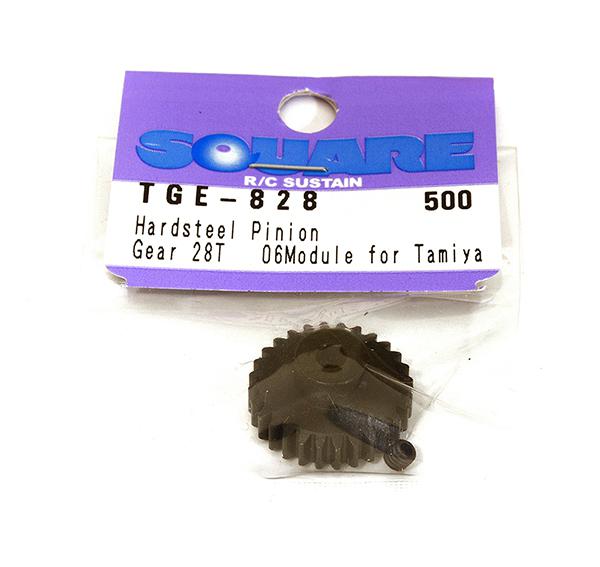 SQUARE
R/C SUSTAIN
TGE-828 500
Hardsteel Pinion
Gear 28T 06Module for Tamiya